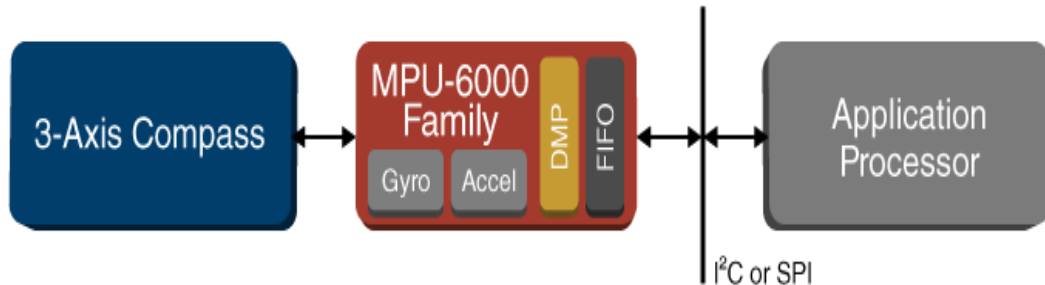 3-Axis Compass
MPU-6000
Family
Gyro
Accel
DMP
FIFO
Application
Processor
I²C or SPI